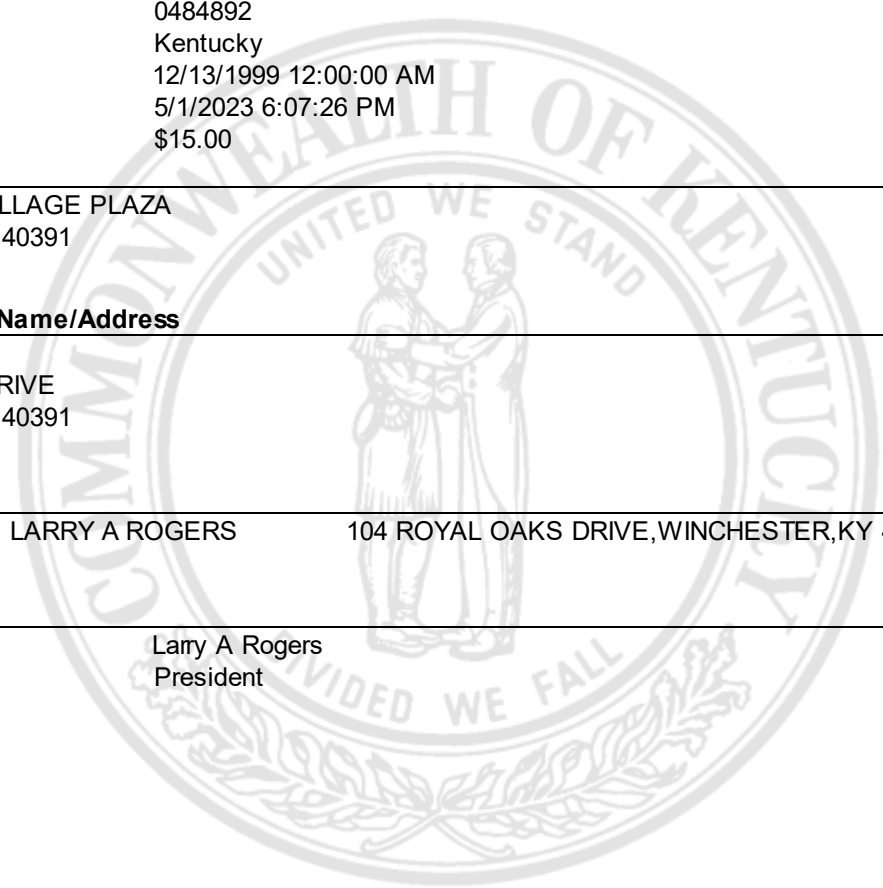 0484892
Kentucky
12/13/1999 12:00:00 AM
5/1/2023 6:07:26 PM
$15.00
LLAGE PLAZA
40391
Name/Address
RIVE
40391
LARRY A ROGERS 104 ROYAL OAKS DRIVE,WINCHESTER,KY
Larry A Rogers
President
COMMONWEALTH OF KENTUCKY
UNITED WE STAND
DIVIDED WE FALL